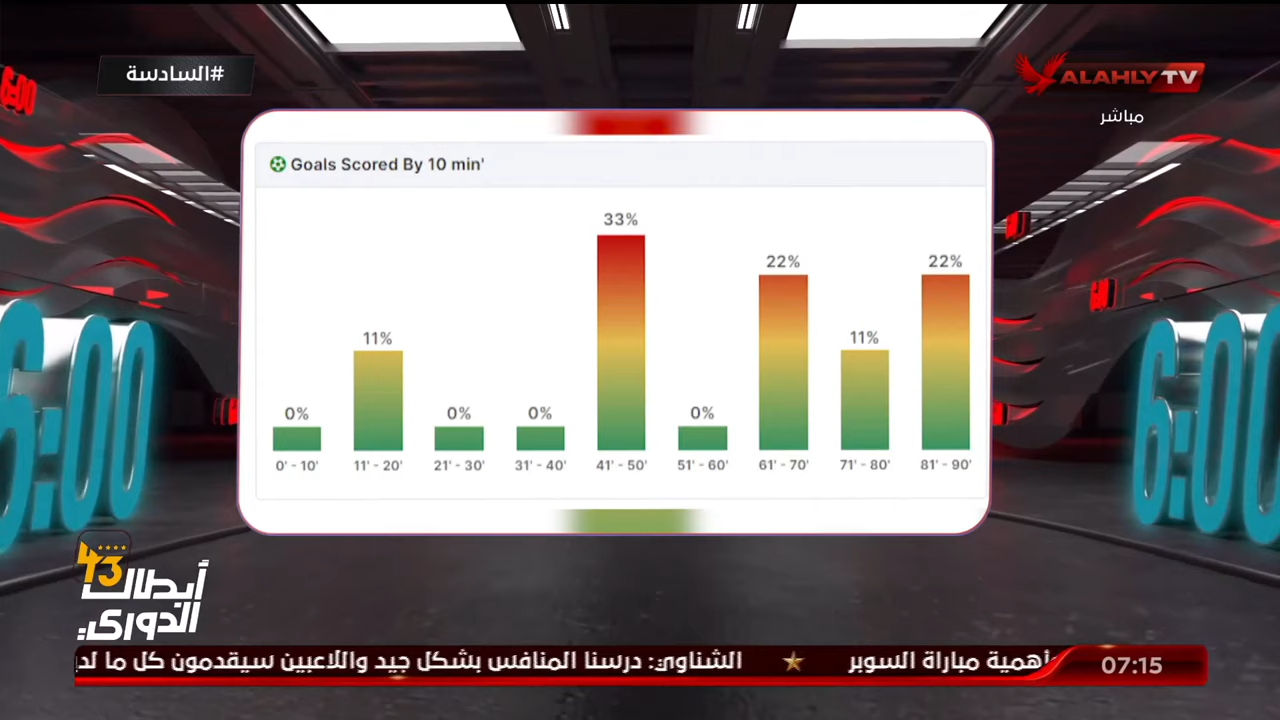 #السادسة
ALAHLY TV
مباشر
6:00
Goals Scored By 10 min'
33%
22%
22%
11%
11%
0%
0%
0%
0%
0' - 10'
11' - 20'
21' - 30'
31' - 40'
41' - 50'
51' - 60'
61' - 70'
71' - 80'
81' - 90'
6:00
6:00
43
أبطال
الدوري
أهمية مباراة السوبر ★ الشناوي: درسنا المنافس بشكل جيد واللاعبين سيقدمون كل ما
07:15